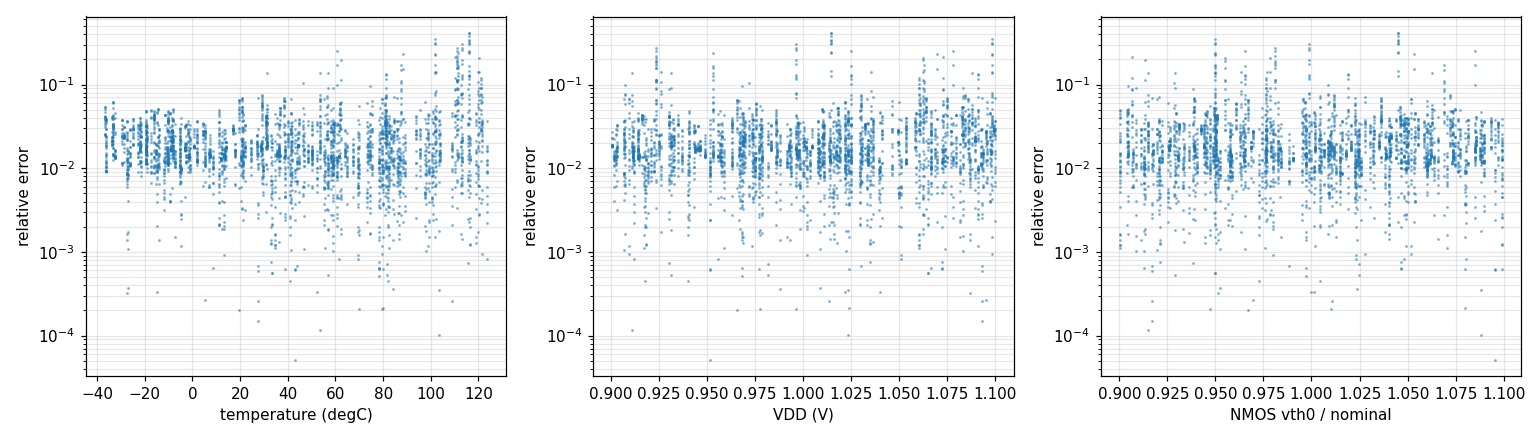 relative error
10⁻¹
10⁻²
10⁻³
10⁻⁴
−40 −20 0 20 40 60 80 100 120
temperature (degC)
relative error
10⁻¹
10⁻²
10⁻³
10⁻⁴
0.900 0.925 0.950 0.975 1.000 1.025 1.050 1.075 1.100
VDD (V)
relative error
10⁻¹
10⁻²
10⁻³
10⁻⁴
0.900 0.925 0.950 0.975 1.000 1.025 1.050 1.075 1.100
NMOS vth0 / nominal